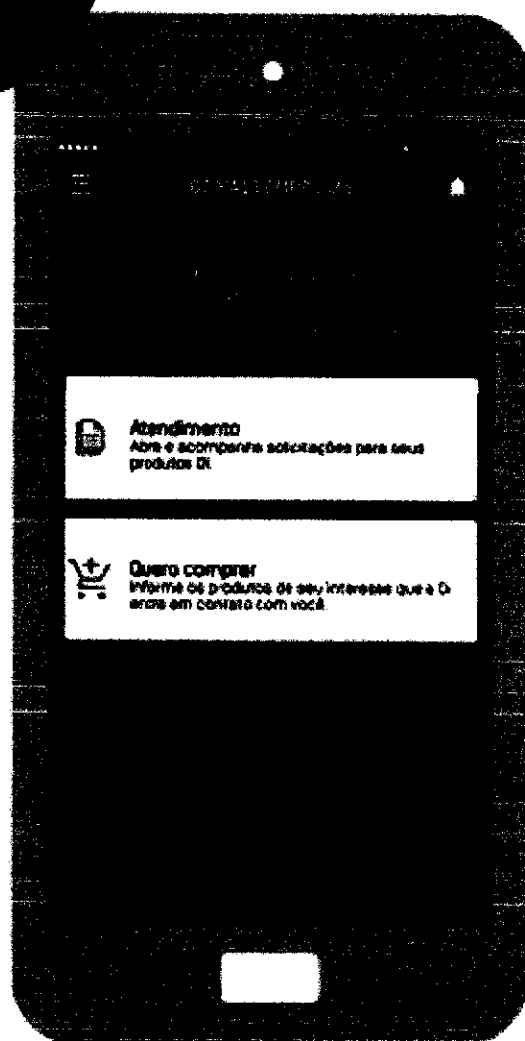 Atendimento
Abra e acompanhe solicitações para seus
produtos Oi.
Quero comprar
Informe os produtos de seu interesse que a Oi
entra em contato com você.